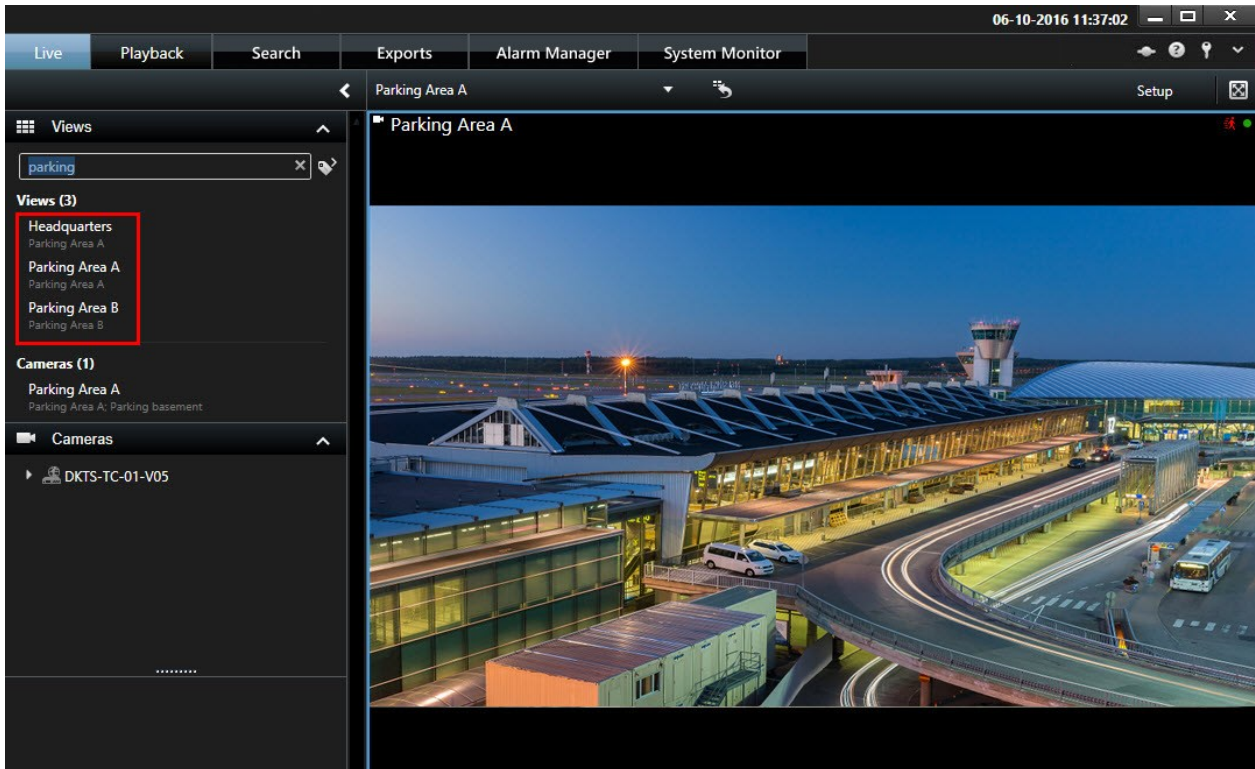 06-10-2016 11:37:02
Live Playback Search Exports Alarm Manager System Monitor
Parking Area A
Setup
Views
Parking Area A
parking
Views (3)
Headquarters
Parking Area A
Parking Area A
Parking Area A
Parking Area B
Parking Area B
Cameras (1)
Parking Area A
Parking Area A; Parking basement
Cameras
DKTS-TC-01-V05